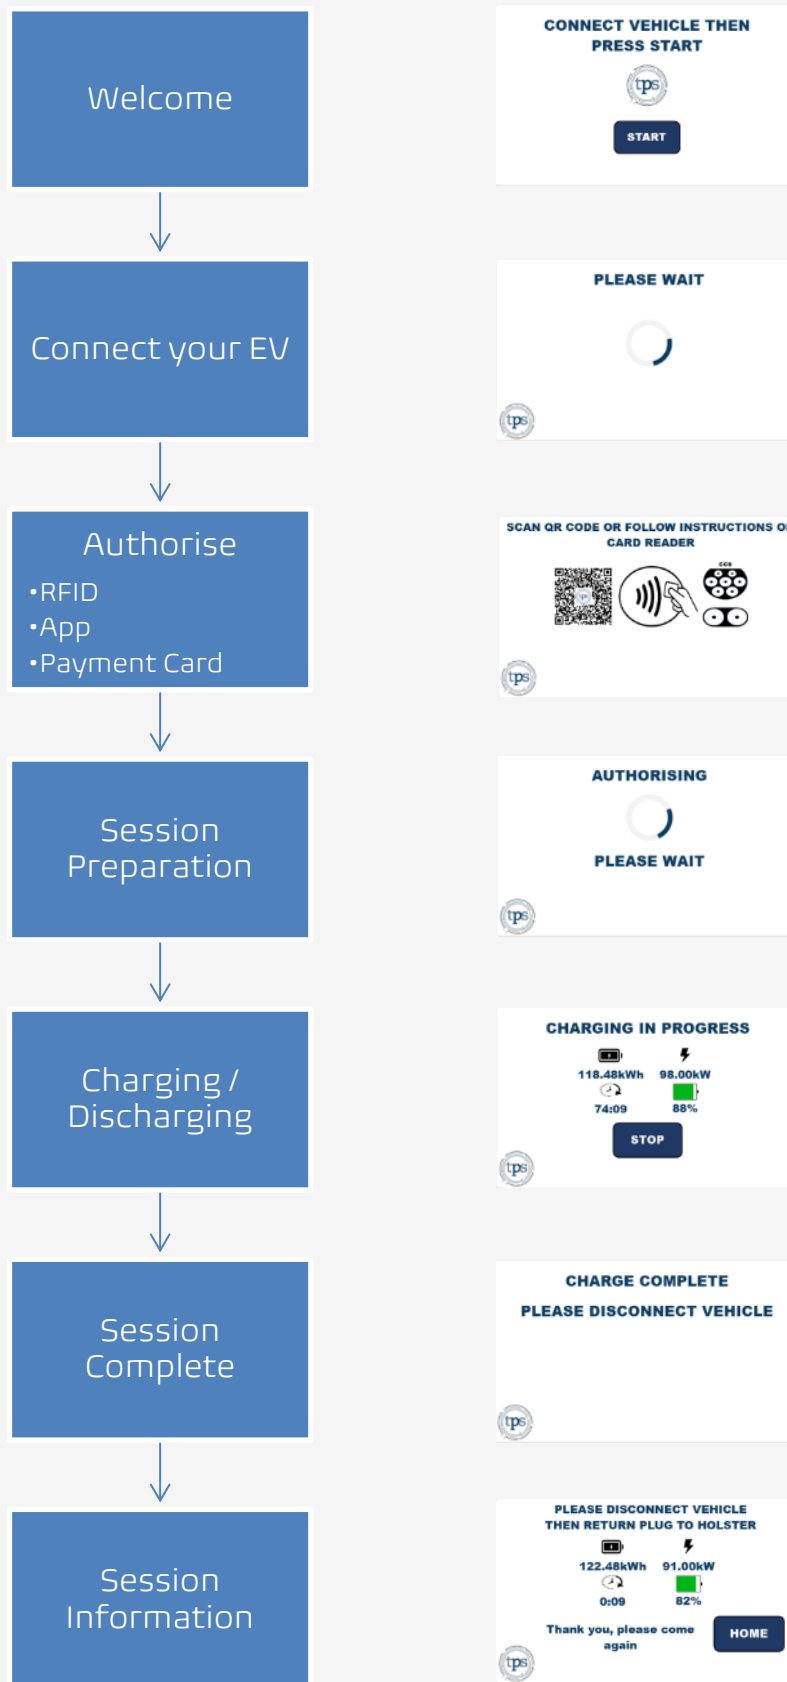 Welcome
CONNECT VEHICLE THEN
PRESS START
tps
START
Connect your EV
PLEASE WAIT
tps
Authorise
•RFID
•App
•Payment Card
SCAN QR CODE OR FOLLOW INSTRUCTIONS O
CARD READER
CCS
tps
Session
Preparation
AUTHORISING
PLEASE WAIT
tps
Charging /
Discharging
CHARGING IN PROGRESS
118.48kWh 98.00kW
74:09 88%
STOP
tps
Session
Complete
CHARGE COMPLETE
PLEASE DISCONNECT VEHICLE
tps
Session
Information
PLEASE DISCONNECT VEHICLE
THEN RETURN PLUG TO HOLSTER
122.48kWh 91.00kW
0:09 82%
Thank you, please come
again
HOME
tps